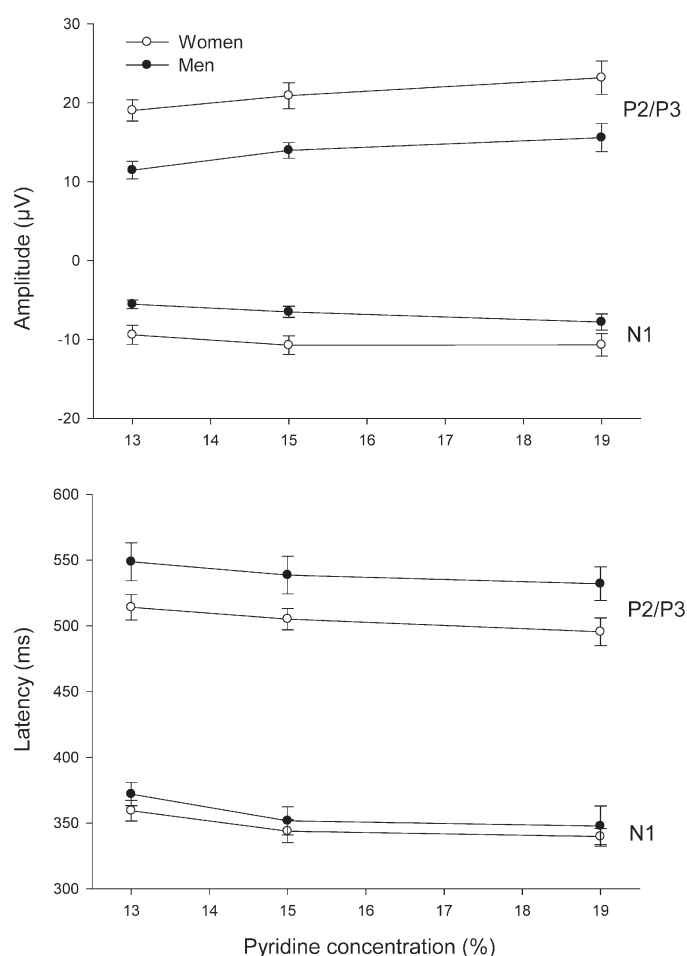 30
Women
Men
20
P2/P3
10
Amplitude (µV)
0
-10
N1
-20
13 14 15 16 17 18 19
600
550
P2/P3
500
Latency (ms)
450
400
350
N1
300
13 14 15 16 17 18 19
Pyridine concentration (%)